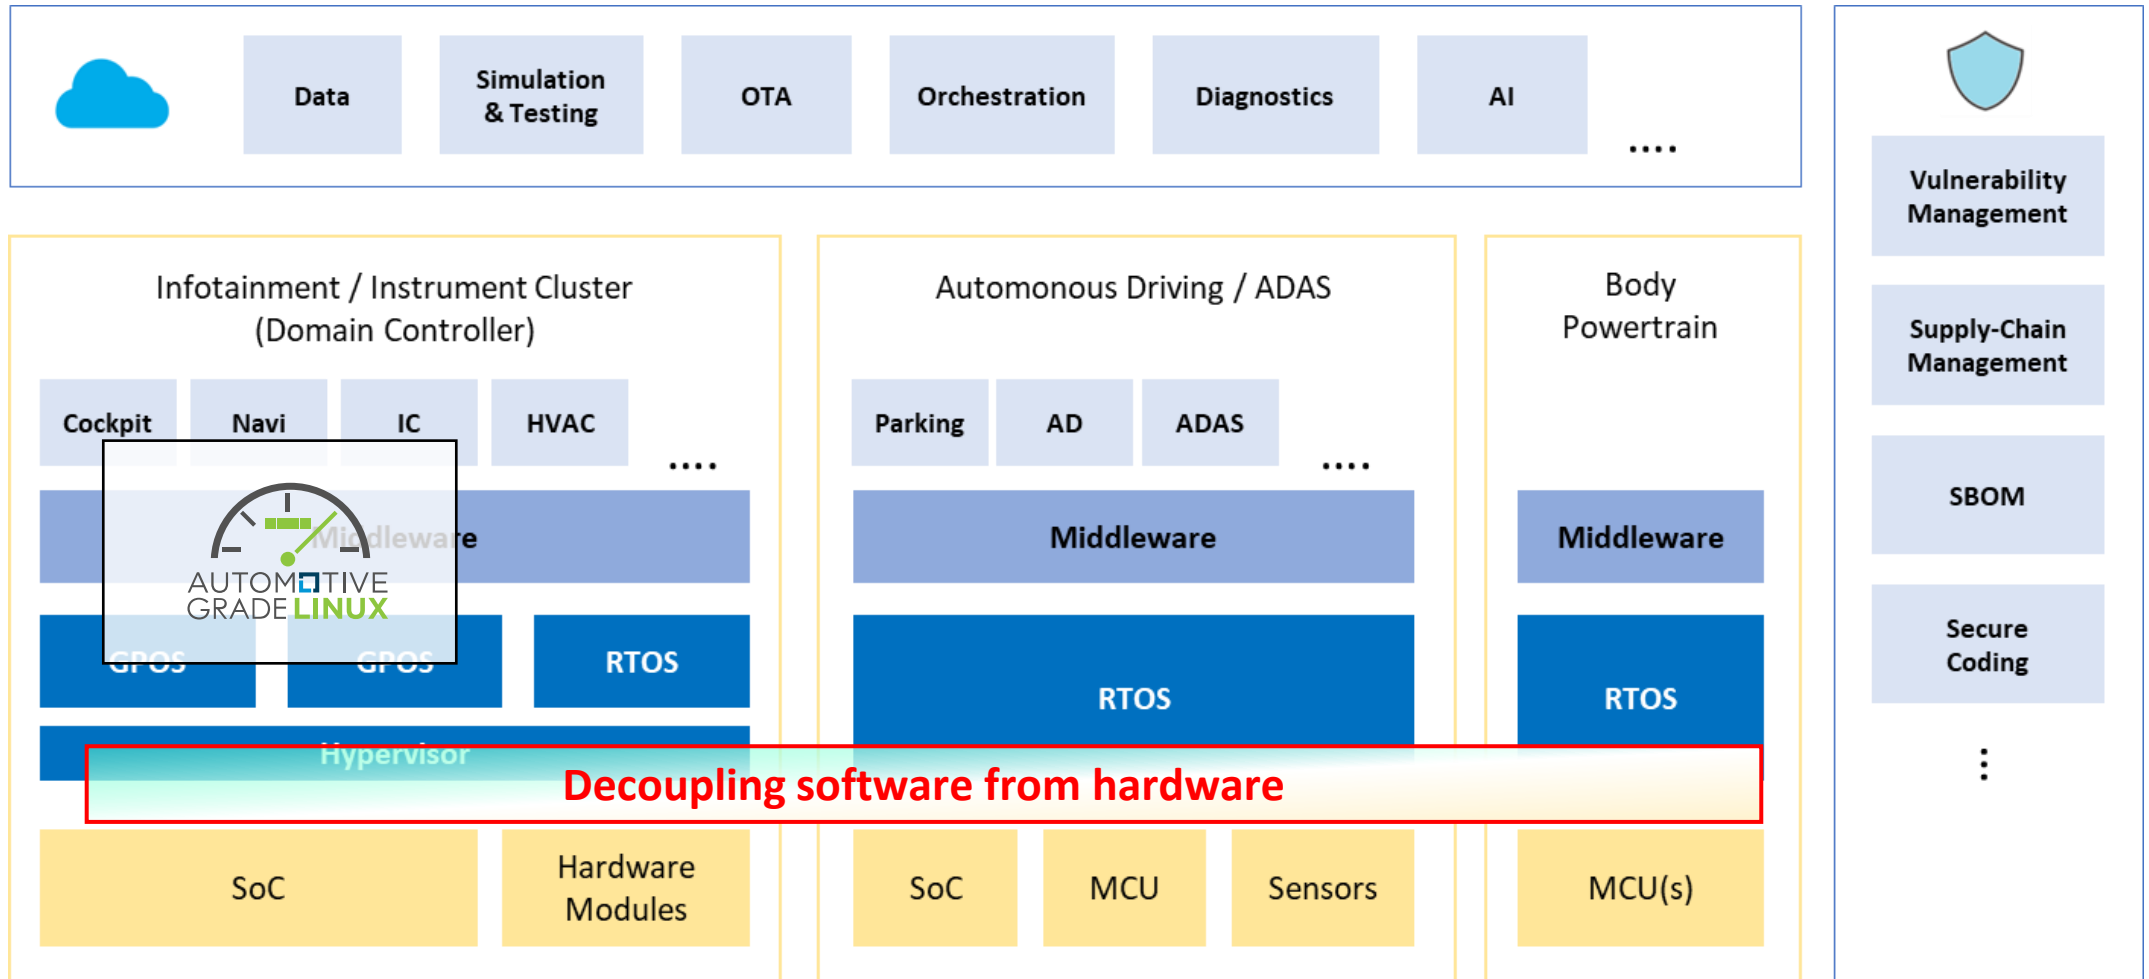 Data
Simulation
& Testing
OTA
Orchestration
Diagnostics
AI
....
Infotainment / Instrument Cluster
(Domain Controller)
Cockpit
Navi
IC
HVAC
....
Middleware
AUTOMOTIVE
GRADE LINUX
GPOS
GPOS
RTOS
Hypervisor
SoC
Hardware
Modules
Automonous Driving / ADAS
Parking
AD
ADAS
....
Middleware
RTOS
Decoupling software from hardware
SoC
MCU
Sensors
Body
Powertrain
Middleware
RTOS
MCU(s)
Vulnerability
Management
Supply-Chain
Management
SBOM
Secure
Coding